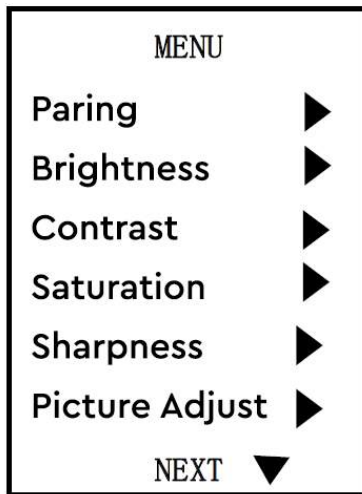 MENU
Paring
Brightness
Contrast
Saturation
Sharpness
Picture Adjust
NEXT